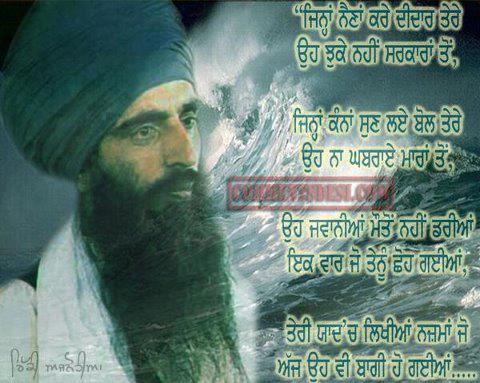 “ਜਿਨ੍ਹਾਂ ਨੈਣਾਂ ਕਰੇ ਦੀਦਾਰ ਤੇਰੇ
ਉਹ ਝੁਕੇ ਨਹੀਂ ਸਰਕਾਰਾਂ ਤੋਂ,
ਜਿਨ੍ਹਾਂ ਕੰਨਾਂ ਸੁਣ ਲਏ ਬੋਲ ਤੇਰੇ
ਉਹ ਨਾ ਘਬਰਾਏ ਮਾਰਾਂ ਤੋਂ;
ਉਹ ਜਵਾਨੀਆਂ ਮੌਤੋਂ ਨਹੀਂ ਡਰੀਆਂ
ਇਕ ਵਾਰ ਜੋ ਤੇਨੂੰ ਛੋਹ ਗਈਆਂ,
ਤੇਰੀ ਯਾਦ'ਚ ਲਿਖੀਆਂ ਨਜ਼ਮਾਂ ਜੋ
ਅੱਜ ਉਹ ਵੀ ਬਾਗੀ ਹੋ ਗਈਆਂ.....